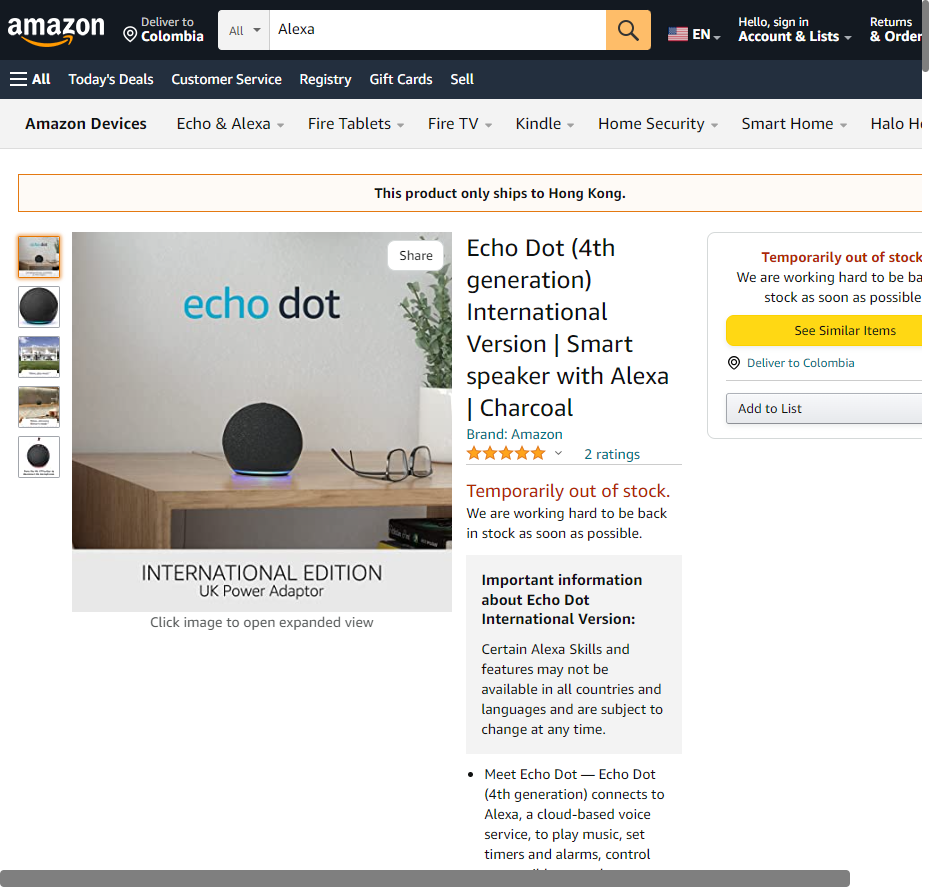 amazon
Deliver to
Colombia
All
Alexa
EN
Hello, sign in
Account & Lists
Returns
& Order
All
Today's Deals
Customer Service
Registry
Gift Cards
Sell
Amazon Devices
Echo & Alexa
Fire Tablets
Fire TV
Kindle
Home Security
Smart Home
Halo He
This product only ships to Hong Kong.
Share
echo dot
INTERNATIONAL EDITION
UK Power Adaptor
Click image to open expanded view
Echo Dot (4th
generation)
International
Version | Smart
speaker with Alexa
| Charcoal
Brand: Amazon
2 ratings
Temporarily out of stock.
We are working hard to be back
in stock as soon as possible.
Important information
about Echo Dot
International Version:
Certain Alexa Skills and
features may not be
available in all countries and
languages and are subject to
change at any time.
Meet Echo Dot — Echo Dot
(4th generation) connects to
Alexa, a cloud-based voice
service, to play music, set
timers and alarms, control
Temporarily out of stock
We are working hard to be ba
stock as soon as possible
See Similar Items
Deliver to Colombia
Add to List